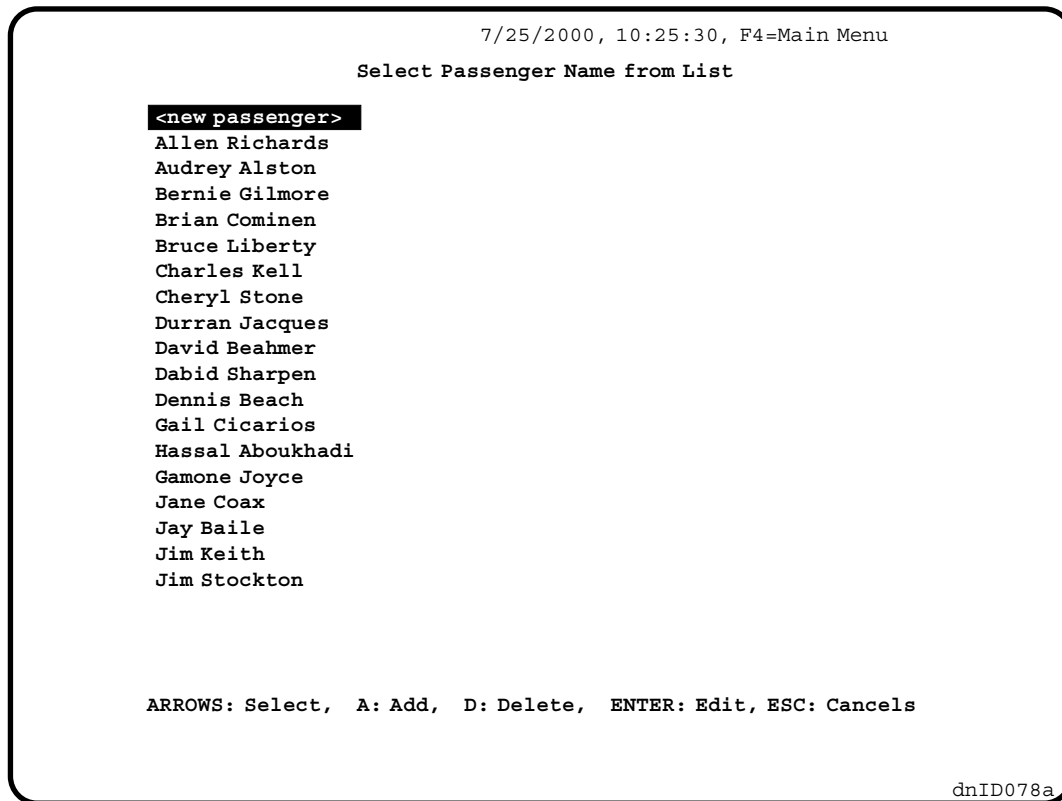 7/25/2000, 10:25:30, F4=Main Menu
Select Passenger Name from List
<new passenger>
Allen Richards
Audrey Alston
Bernie Gilmore
Brian Cominen
Bruce Liberty
Charles Kell
Cheryl Stone
Durran Jacques
David Beahmer
Dabid Sharpen
Dennis Beach
Gail Cicarios
Hassal Aboukhadi
Gamone Joyce
Jane Coax
Jay Baile
Jim Keith
Jim Stockton
ARROWS: Select, A: Add, D: Delete, ENTER: Edit, ESC: Cancels
dnID078a